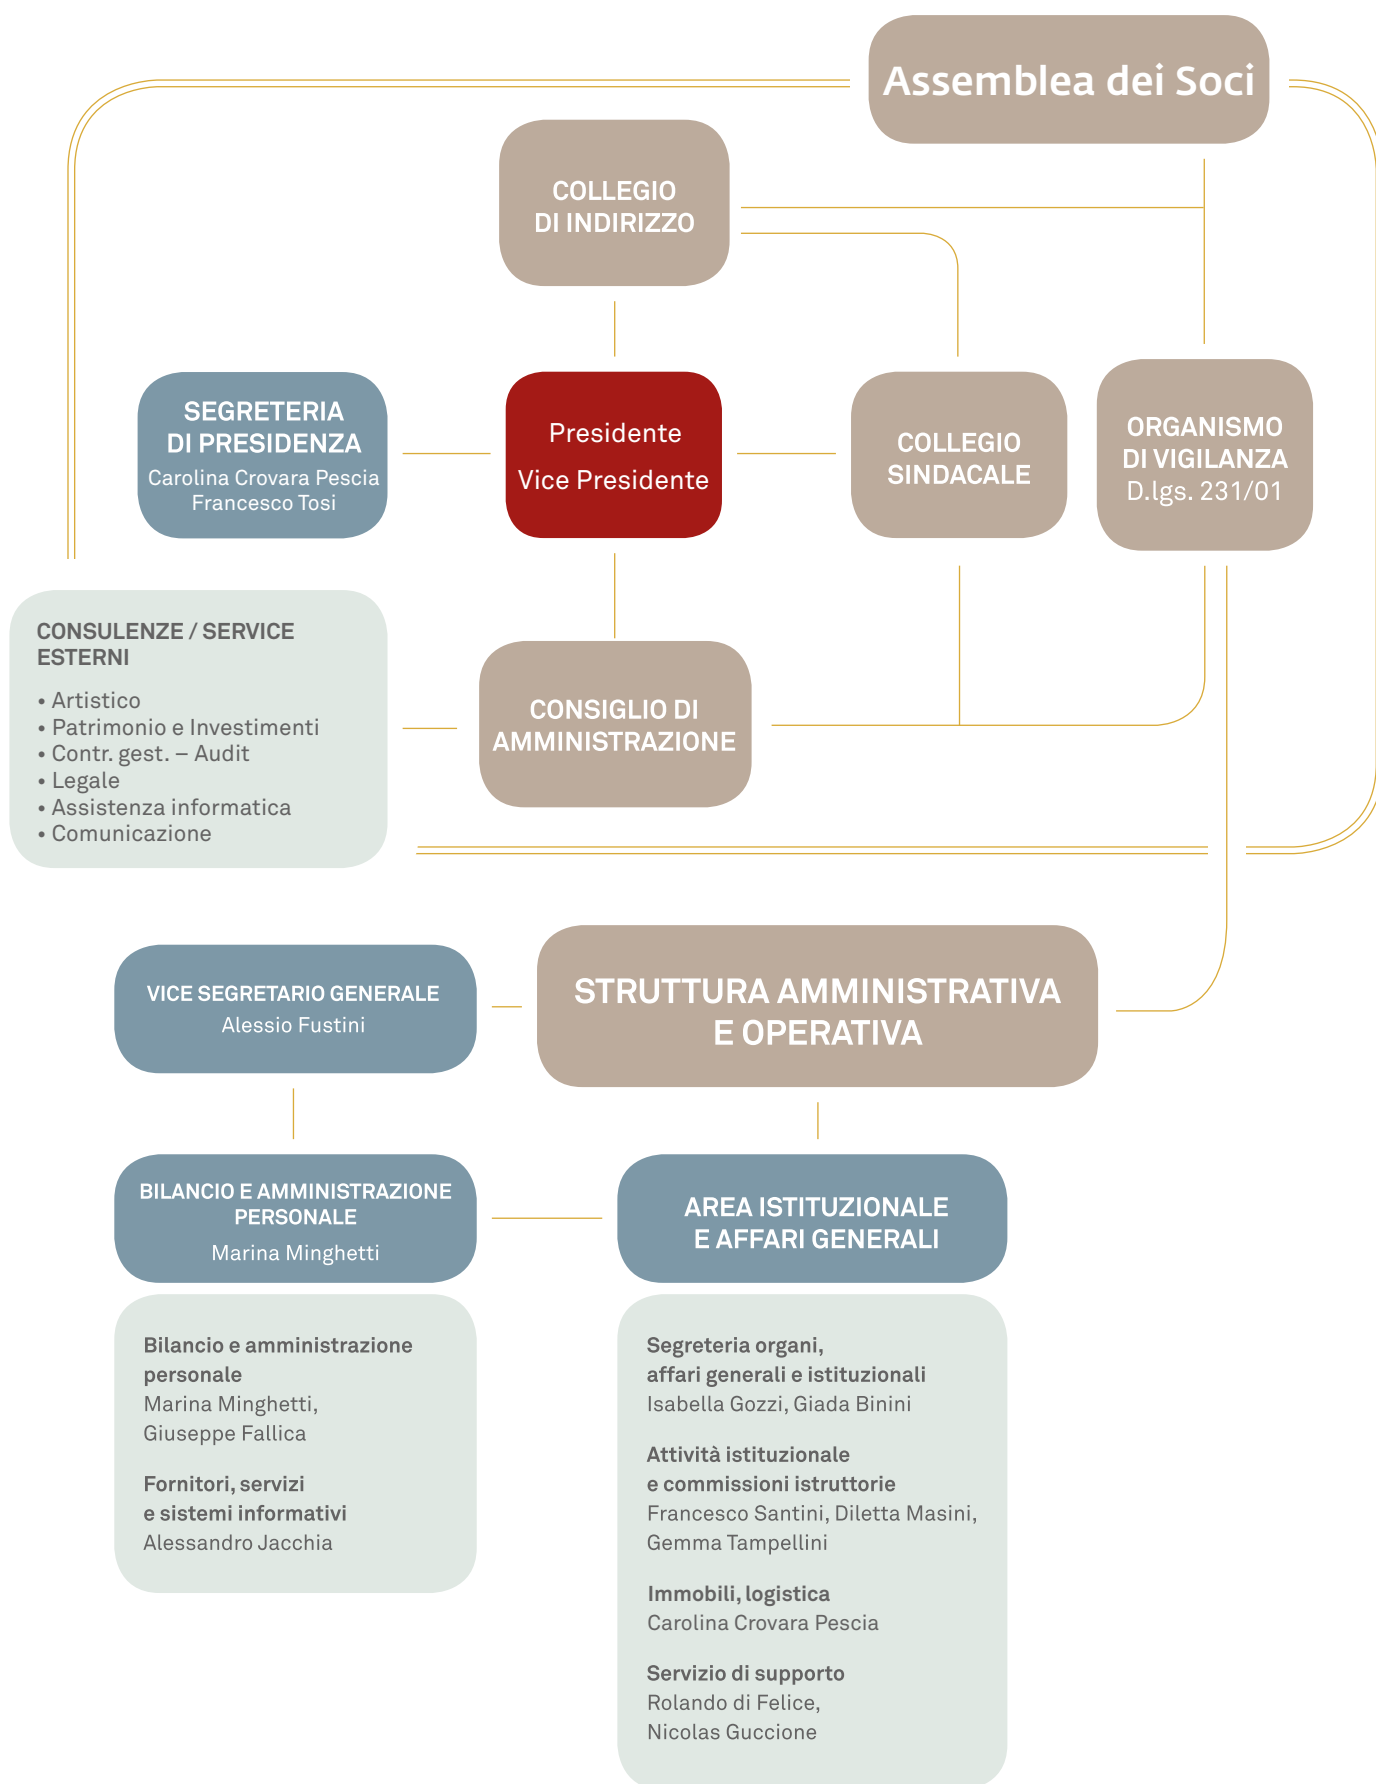 Assemblea dei Soci
COLLEGIO
DI INDIRIZZO
SEGRETERIA
DI PRESIDENZA
Carolina Crovara Pescia
Francesco Tosi
Presidente
Vice Presidente
COLLEGIO
SINDACALE
ORGANISMO
DI VIGILANZA
D.lgs. 231/01
CONSULENZE / SERVICE
ESTERNI
• Artistico
• Patrimonio e Investimenti
• Contr. gest. – Audit
• Legale
• Assistenza informatica
• Comunicazione
CONSIGLIO DI
AMMINISTRAZIONE
VICE SEGRETARIO GENERALE
Alessio Fustini
STRUTTURA AMMINISTRATIVA
E OPERATIVA
BILANCIO E AMMINISTRAZIONE
PERSONALE
Marina Minghetti
AREA ISTITUZIONALE
E AFFARI GENERALI
Bilancio e amministrazione
personale
Marina Minghetti,
Giuseppe Fallica
Fornitori, servizi
e sistemi informativi
Alessandro Jacchia
Segreteria organi,
affari generali e istituzionali
Isabella Gozzi, Giada Binini
Attività istituzionale
e commissioni istruttorie
Francesco Santini, Diletta Masini,
Gemma Tampellini
Immobili, logistica
Carolina Crovara Pescia
Servizio di supporto
Rolando di Felice,
Nicolas Guccione